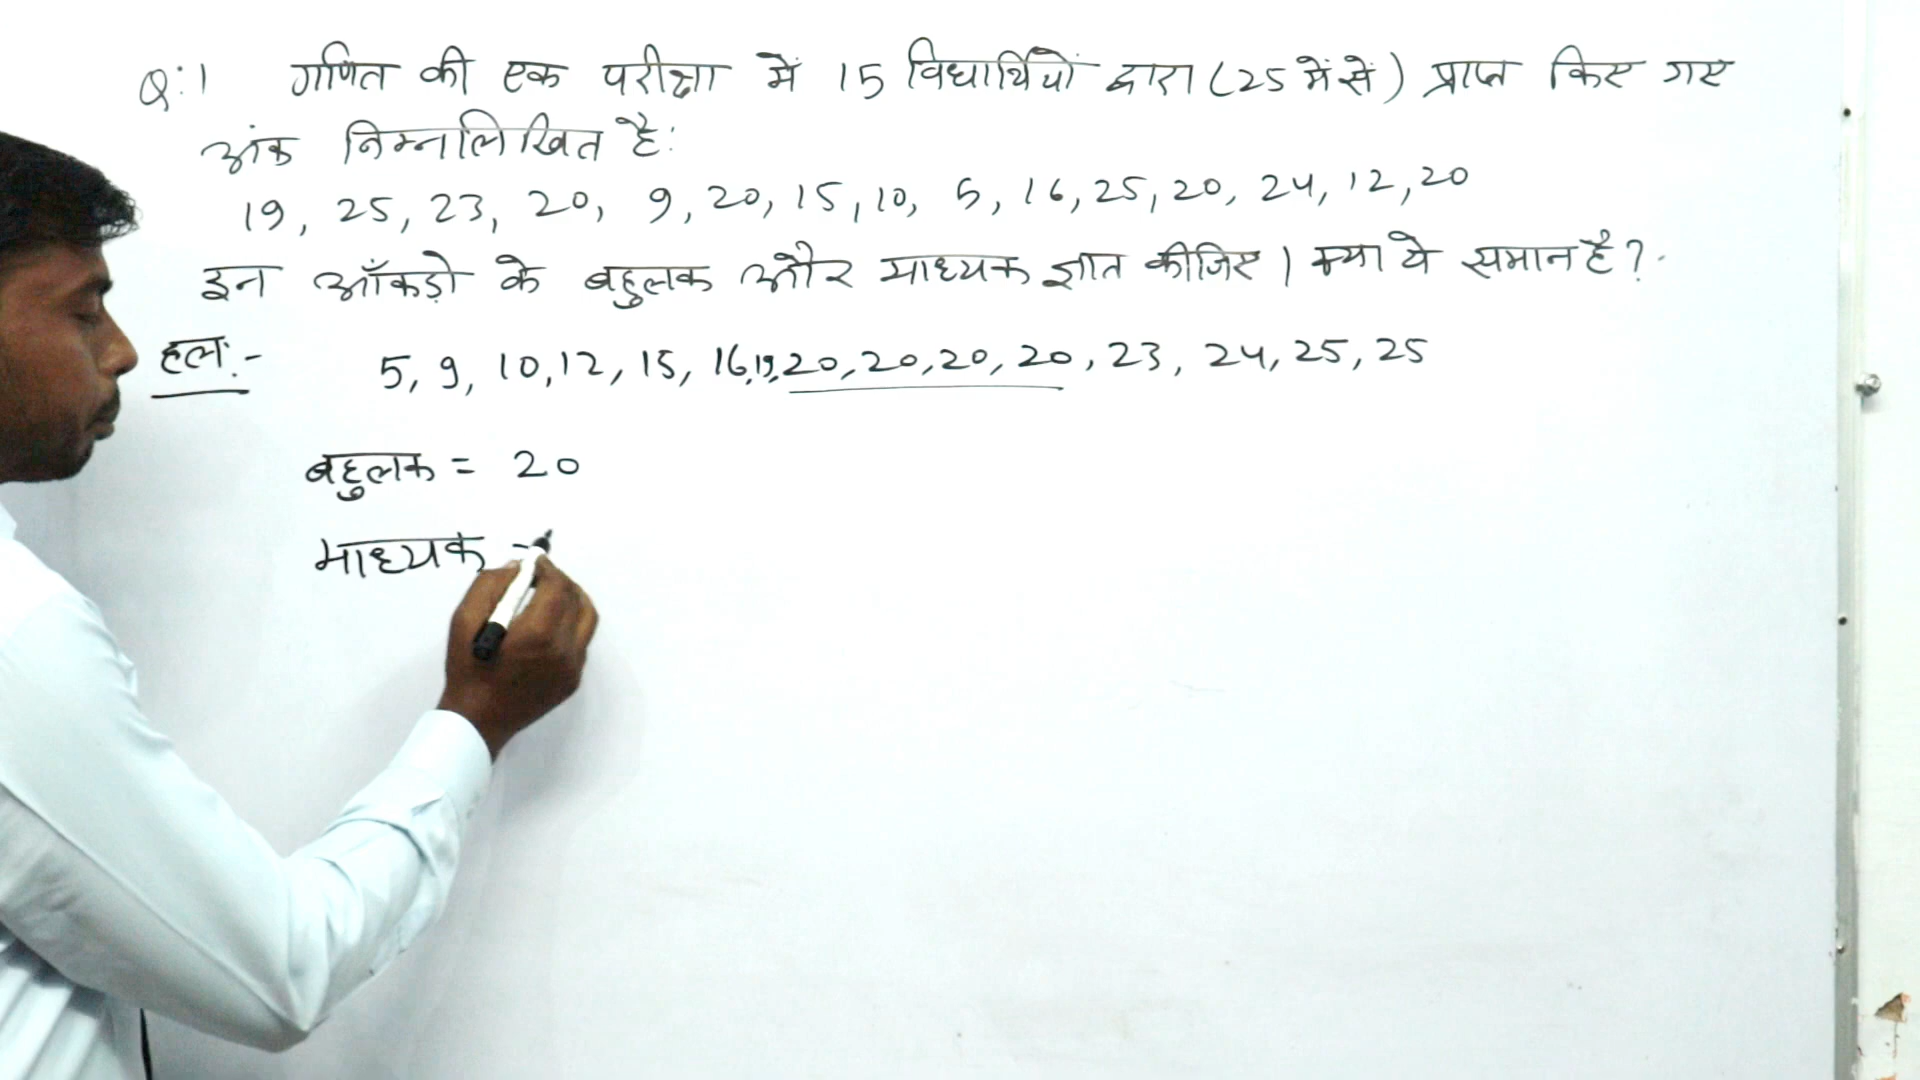 Q:1 गणित की एक परीक्षा में 15 विद्यार्थियों द्वारा (25 में से) प्राप्त किए गए
अंक निम्नलिखित है:
19, 25, 23, 20, 9, 20, 15, 10, 5, 16, 25, 20, 24, 12, 20
इन आँकड़ो के बहुलक और माध्यक ज्ञात कीजिए। क्या ये समान है?
हल:- 5, 9, 10, 12, 15, 16, 19, 20, 20, 20, 20, 23, 24, 25, 25
बहुलक = 20
माध्यक -